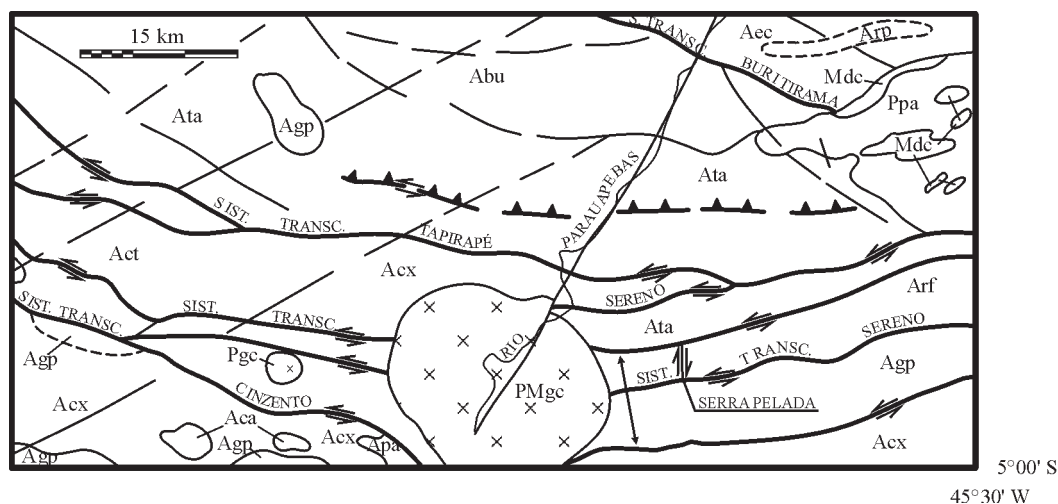 15 km
S. TRANSC.
BURITIRAMA
Aec
Arp
Abu
Mdc
Ppa
Ata
Agp
Mdc
Ata
PARAUAPEBAS
SIST. TRANSC. TAPIRAPÉ
Act
Acx
SERENO
Arf
SIST. TRANSC.
SIST. TRANSC.
Ata
SERENO
Agp
Pgc
RIO
TRANSC.
Agp
SIST.
PMgc
CINZENTO
SERRA PELADA
Acx
Aca
Acx
Apa
Acx
Agp
Agp
5°00' S
45°30' W